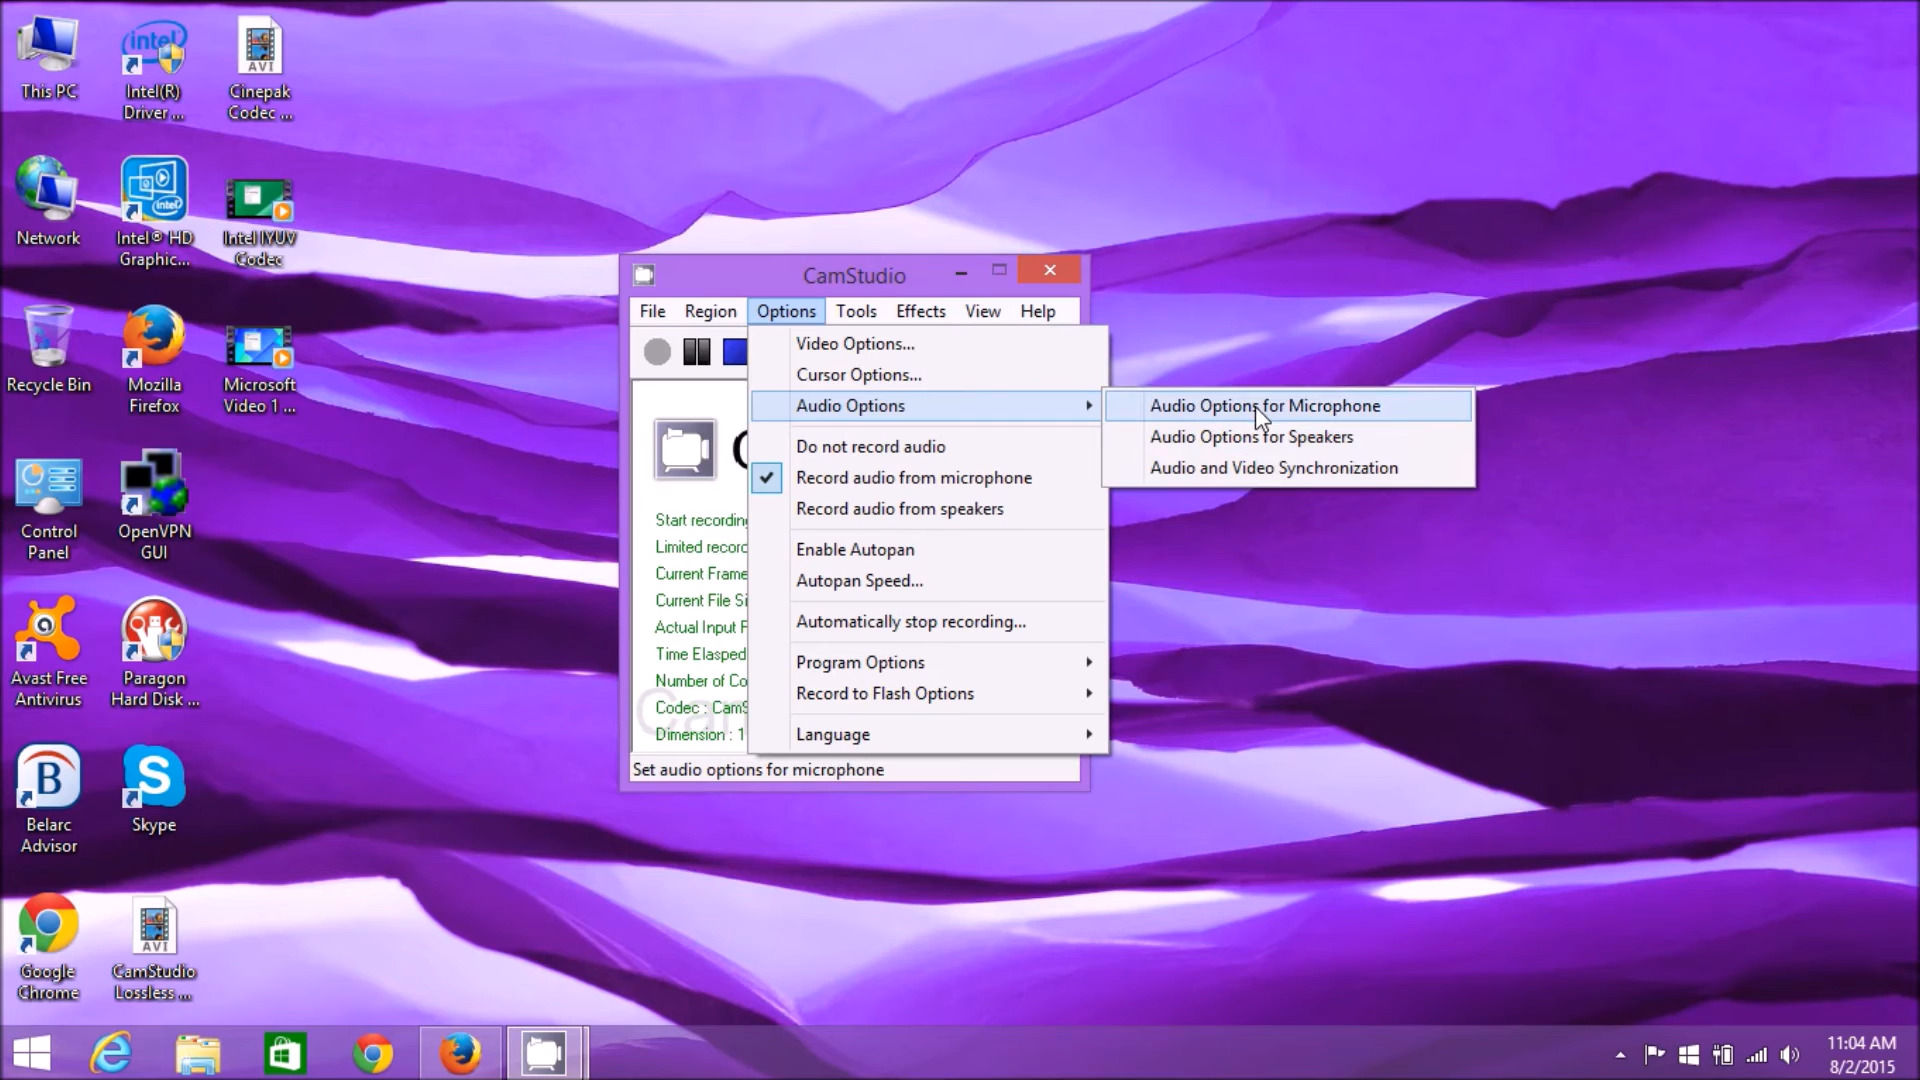 This PC
Intel(R)
Driver ...
Cinepak
Codec ...
Network
Intel® HD
Graphic...
Intel IYUV
Codec
Recycle Bin
Mozilla
Firefox
Microsoft
Video 1 ...
Control
Panel
OpenVPN
GUI
Avast Free
Antivirus
Paragon
Hard Disk ...
Belarc
Advisor
Skype
Google
Chrome
CamStudio
Lossless ...
intel
AVI
intel
B
S
AVI
CamStudio
File Region Options Tools Effects View Help
Video Options...
Cursor Options...
Audio Options
Do not record audio
Record audio from microphone
Record audio from speakers
Enable Autopan
Autopan Speed...
Automatically stop recording...
Program Options
Record to Flash Options
Language
Audio Options for Microphone
Audio Options for Speakers
Audio and Video Synchronization
Start recording
Limited
Current Frame
Current File
Actual Input
Time Elasped
Number of
Codec :
Dimension : 1
Set audio options for microphone
11:04 AM
8/2/2015